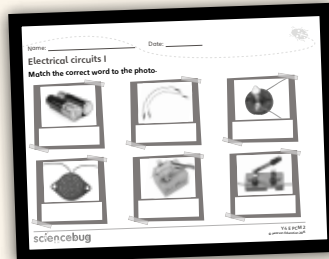 Name: Date:
Electrical circuits I
Match the correct word to the photo.
sciencebug